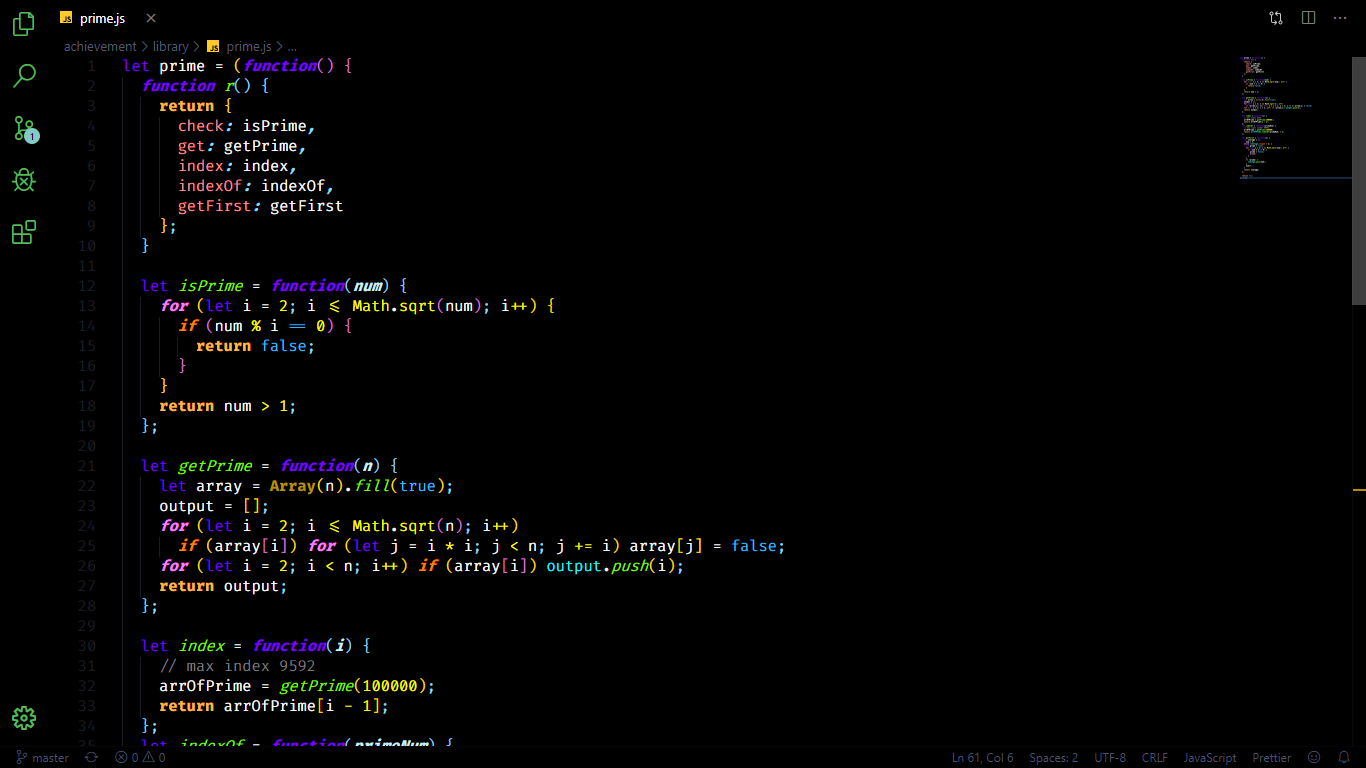 JS prime.js ×
achievement > library > JS prime.js > ...
1 let prime = (function() {
2 function r() {
3 return {
4 check: isPrime,
5 get: getPrime,
6 index: index,
7 indexOf: indexOf,
8 getFirst: getFirst
9 };
10 }
11
12 let isPrime = function(num) {
13 for (let i = 2; i <= Math.sqrt(num); i++) {
14 if (num % i == 0) {
15 return false;
16 }
17 }
18 return num > 1;
19 };
20
21 let getPrime = function(n) {
22 let array = Array(n).fill(true);
23 output = [];
24 for (let i = 2; i <= Math.sqrt(n); i++)
25 if (array[i]) for (let j = i * i; j < n; j += i) array[j] = false;
26 for (let i = 2; i < n; i++) if (array[i]) output.push(i);
27 return output;
28 };
29
30 let index = function(i) {
31 // max index 9592
32 arrOfPrime = getPrime(100000);
33 return arrOfPrime[i - 1];
34 };
35 let indexOf = function(primeNum) {
1
master 0 0 Ln 61, Col 6 Spaces: 2 UTF-8 CRLF JavaScript Prettier